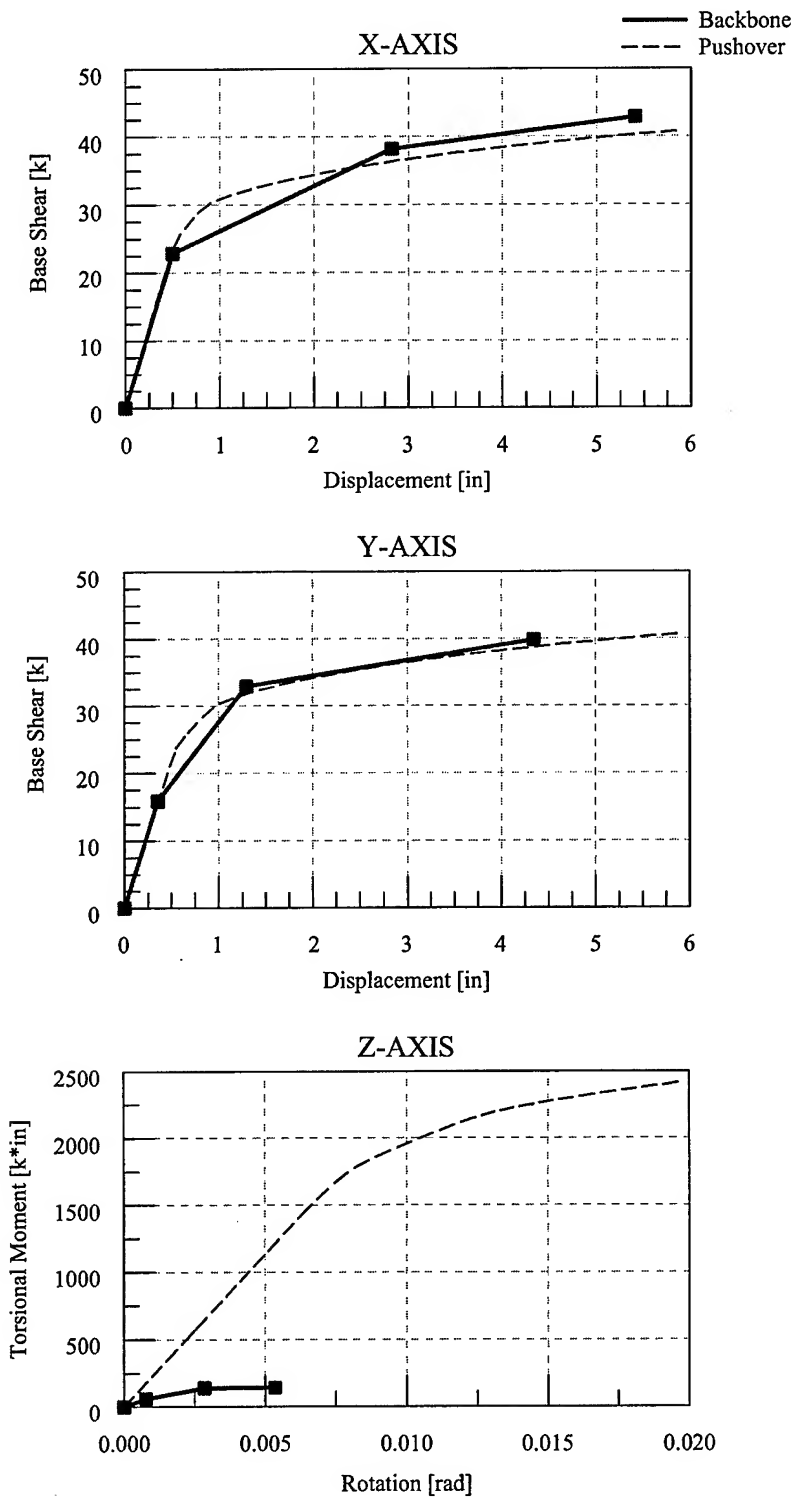 Backbone
Pushover
X-AXIS
50
40
30
20
10
0
Base Shear [k]
0 1 2 3 4 5 6
Displacement [in]
Y-AXIS
50
40
30
20
10
0
Base Shear [k]
0 1 2 3 4 5 6
Displacement [in]
Z-AXIS
2500
2000
1500
1000
500
0
Torsional Moment [k*in]
0.000 0.005 0.010 0.015 0.020
Rotation [rad]